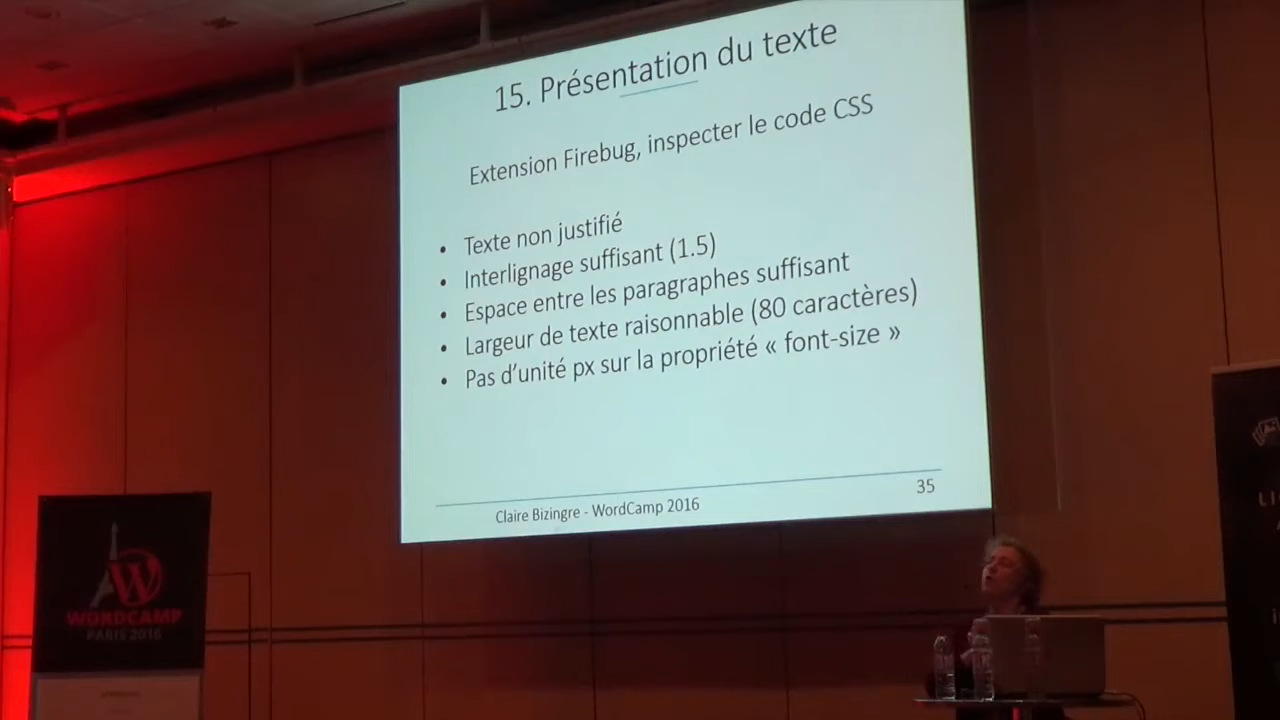 15. Présentation du texte
Extension Firebug, inspecter le code CSS
• Texte non justifié
• Interlignage suffisant (1.5)
• Espace entre les paragraphes suffisant
• Largeur de texte raisonnable (80 caractères)
• Pas d’unité px sur la propriété « font-size »
Claire Bizingre - WordCamp 2016
35
WORDCAMP
PARIS 2016